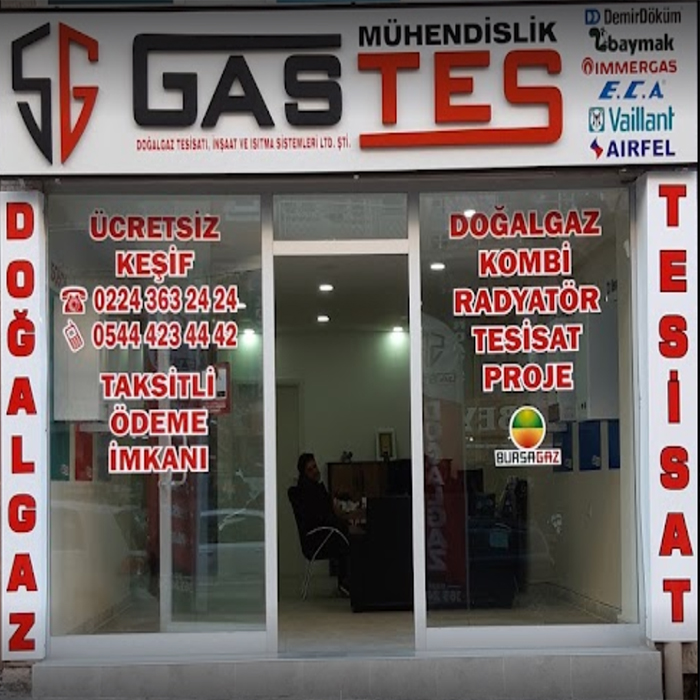 SG GASTES MÜHENDİSLİK
DOĞALGAZ TESİSATI, İNŞAAT VE ISITMA SİSTEMLERİ LTD. ŞTİ.
DemirDöküm
baymak
IMMERGAS
E.C.A
Vaillant
AIRFEL
DOĞALGAZ
ÜCRETSİZ
KEŞİF
0224 363 24 24
0544 423 44 42
TAKSİTLİ
ÖDEME
İMKANI
DOĞALGAZ
KOMBİ
RADYATÖR
TESİSAT
PROJE
BURSAGAZ
TESİSAT